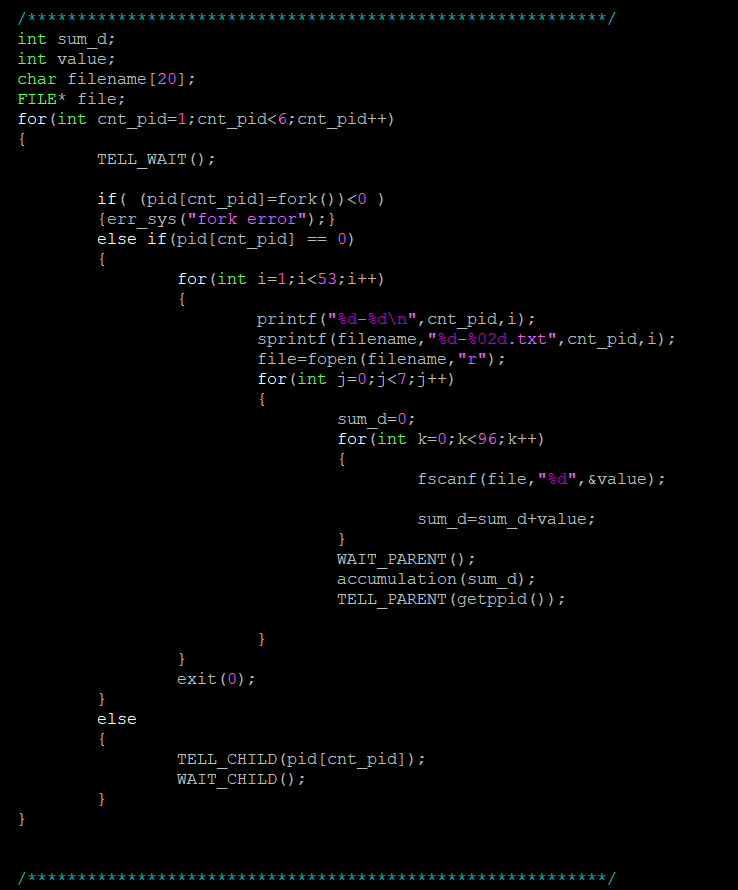 /**********************************************************/
int sum_d;
int value;
char filename[20];
FILE* file;
for(int cnt_pid=1;cnt_pid<6;cnt_pid++)
{
        TELL_WAIT();

        if( (pid[cnt_pid]=fork())<0 )
        {err_sys("fork error");}
        else if(pid[cnt_pid] == 0)
        {
                for(int i=1;i<53;i++)
                {
                        printf("%d-%d\n",cnt_pid,i);
                        sprintf(filename,"%d-%02d.txt",cnt_pid,i);
                        file=fopen(filename,"r");
                        for(int j=0;j<7;j++)
                        {
                                sum_d=0;
                                for(int k=0;k<96;k++)
                                {
                                        fscanf(file,"%d",&value);

                                        sum_d=sum_d+value;
                                }
                                WAIT_PARENT();
                                accumulation(sum_d);
                                TELL_PARENT(getppid());

                        }
                }
                exit(0);
        }
        else
        {
                TELL_CHILD(pid[cnt_pid]);
                WAIT_CHILD();
        }
}


/**********************************************************/